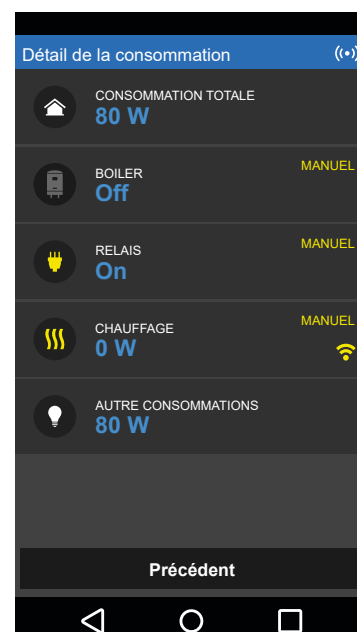 Détail de la consommation
CONSOMMATION TOTALE
80 W
BOILER
MANUEL
Off
RELAIS
MANUEL
On
CHAUFFAGE
MANUEL
0 W
AUTRE CONSOMMATIONS
80 W
Précédent